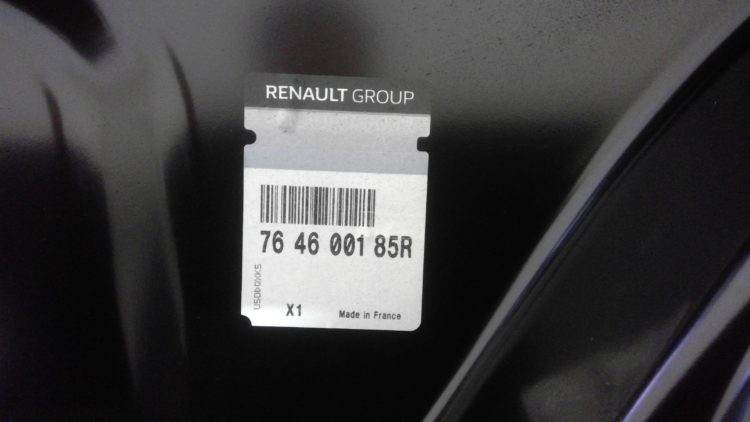 RENAULT GROUP
76 46 001 85R
X1
Made in France